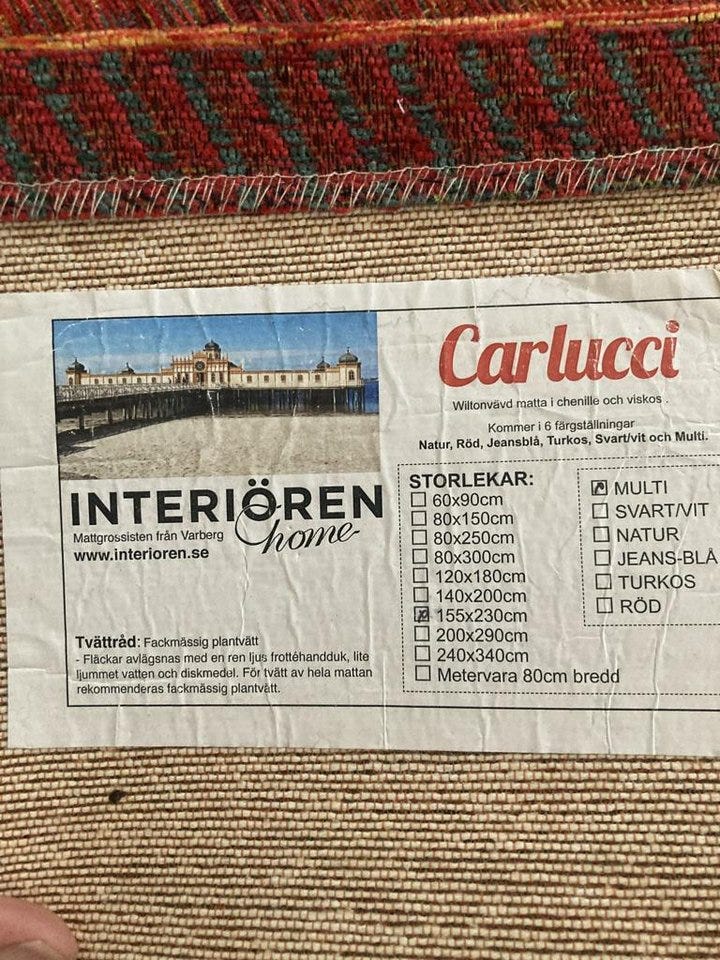 Carlucci
Wiltonvävd matta i chenille och viskos .
Kommer i 6 färgställningar
Natur, Röd, Jeansblå, Turkos, Svart/vit och Multi.
INTERIÖREN
home
Mattgrossisten från Varberg
www.interioren.se
Tvättråd: Fackmässig plantvätt
- Fläckar avlägsnas med en ren ljus frottéhandduk, lite
ljummet vatten och diskmedel. För tvätt av hela mattan
rekommenderas fackmässig plantvätt.
STORLEKAR:
60x90cm
80x150cm
80x250cm
80x300cm
120x180cm
140x200cm
155x230cm
200x290cm
240x340cm
Metervara 80cm bredd
MULTI
SVART/VIT
NATUR
JEANS-BLÅ
TURKOS
RÖD